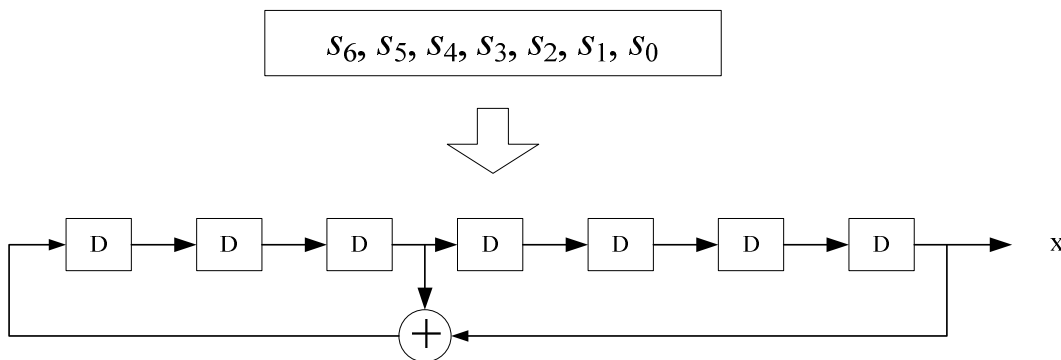 s₆, s₅, s₄, s₃, s₂, s₁, s₀
D D D D D D D x
+